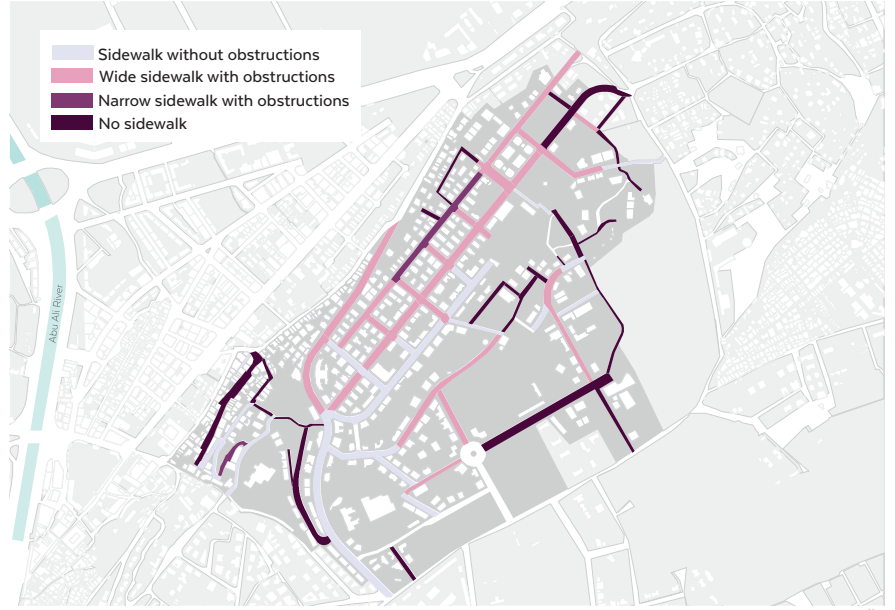 Sidewalk without obstructions
Wide sidewalk with obstructions
Narrow sidewalk with obstructions
No sidewalk
Abu Ali River